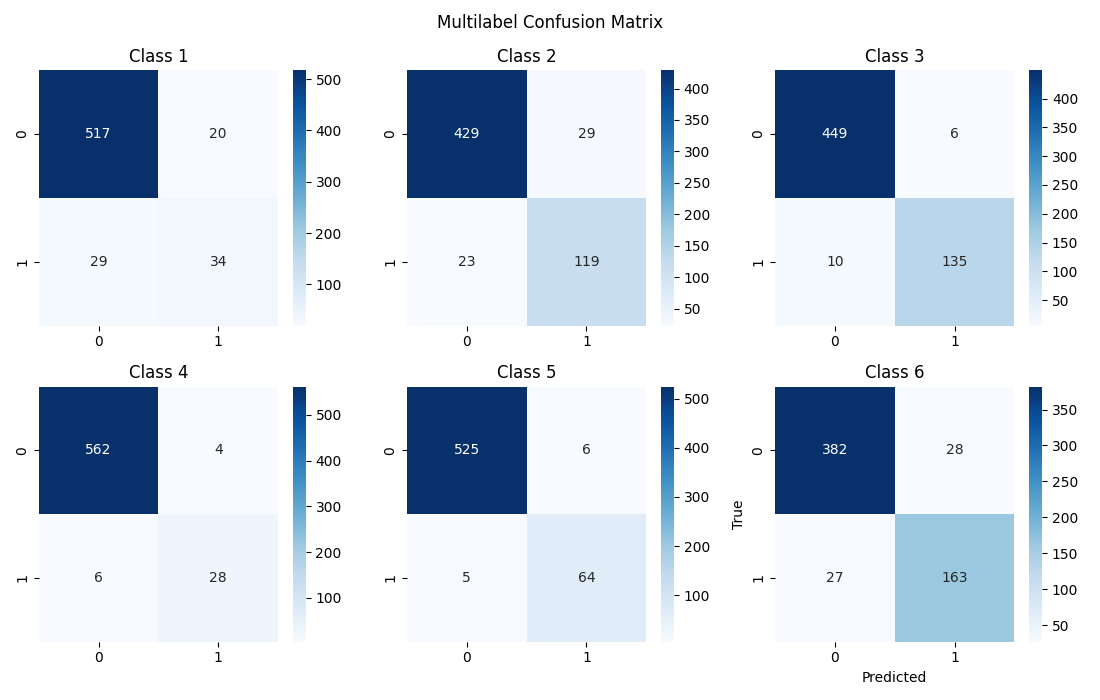 Multilabel Confusion Matrix
Class 1
Class 2
Class 3
0 517 20 500
400
300
200
100
1 29 34
0 1
0 429 29 400
350
300
250
200
150
100
50
1 23 119
0 1
0 449 6 400
350
300
250
200
150
100
50
1 10 135
0 1
Class 4
Class 5
Class 6
0 562 4 500
400
300
200
100
1 6 28
0 1
0 525 6 500
400
300
200
100
1 5 64
0 1
True
0 382 28 350
300
250
200
150
100
50
1 27 163
0 1
Predicted